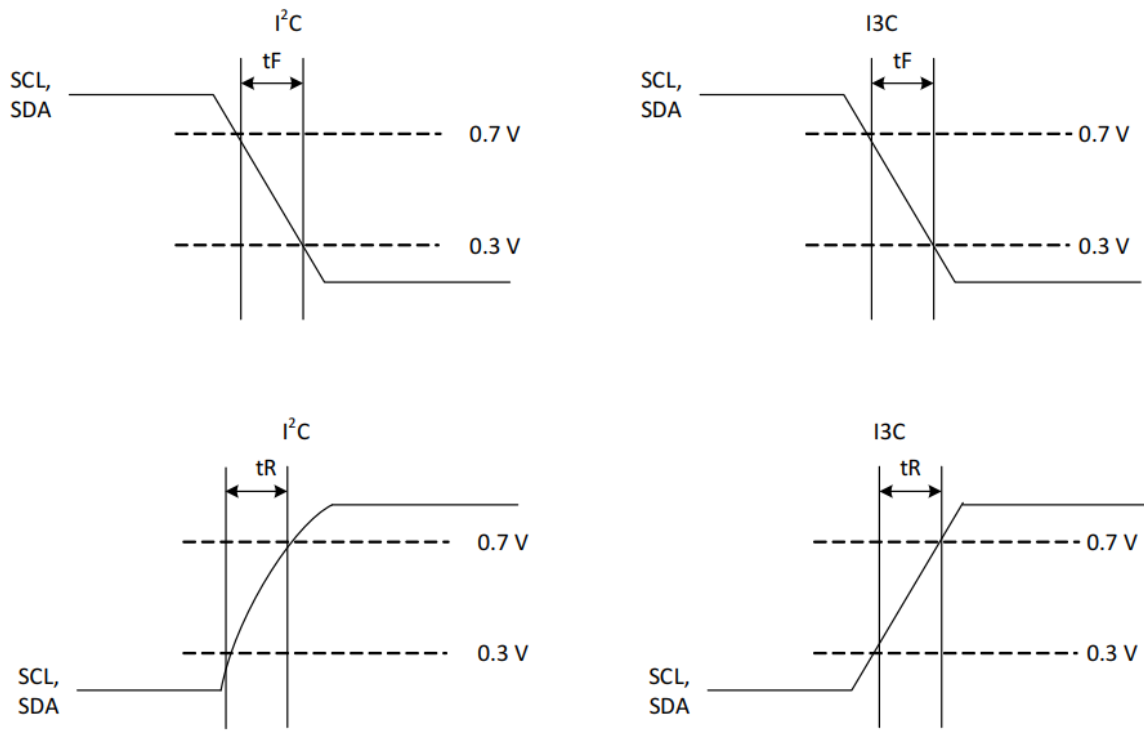 I²C
tF
SCL,
SDA
0.7 V
0.3 V
I3C
tF
SCL,
SDA
0.7 V
0.3 V
I²C
tR
0.7 V
0.3 V
SCL,
SDA
I3C
tR
0.7 V
0.3 V
SCL,
SDA